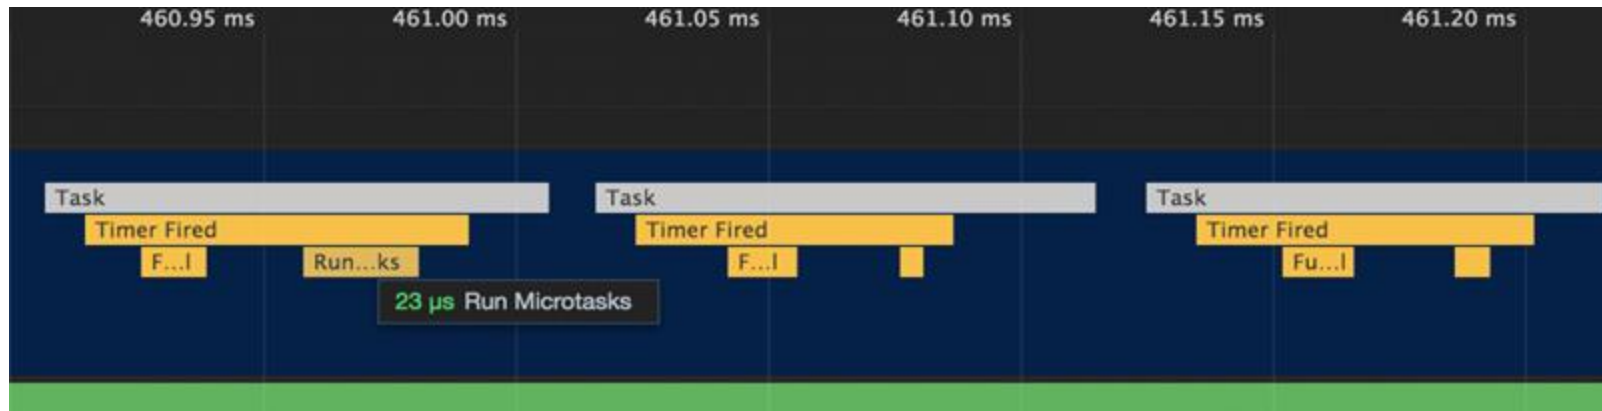 460.95 ms 461.00 ms 461.05 ms 461.10 ms 461.15 ms 461.20 ms
Task Task Task
Timer Fired Timer Fired Timer Fired
F...l Run...ks F...l Fu...l
23 µs Run Microtasks